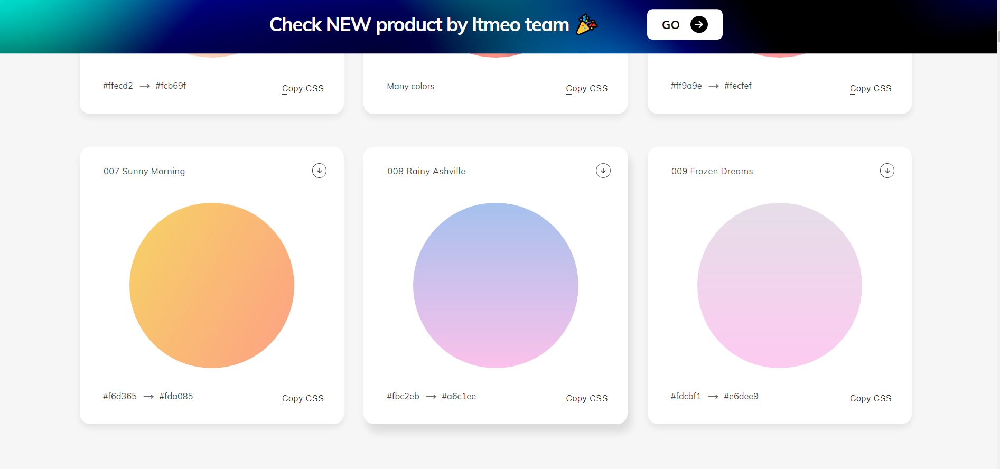 Check NEW product by Itmeo team
GO
#ffecd2 → #fcb69f
Copy CSS
Many colors
Copy CSS
#ff9a9e → #fecfef
Copy CSS
007 Sunny Morning
008 Rainy Ashville
009 Frozen Dreams
#f6d365 → #fda085
Copy CSS
#fbc2eb → #a6c1ee
Copy CSS
#fdcbf1 → #e6dee9
Copy CSS